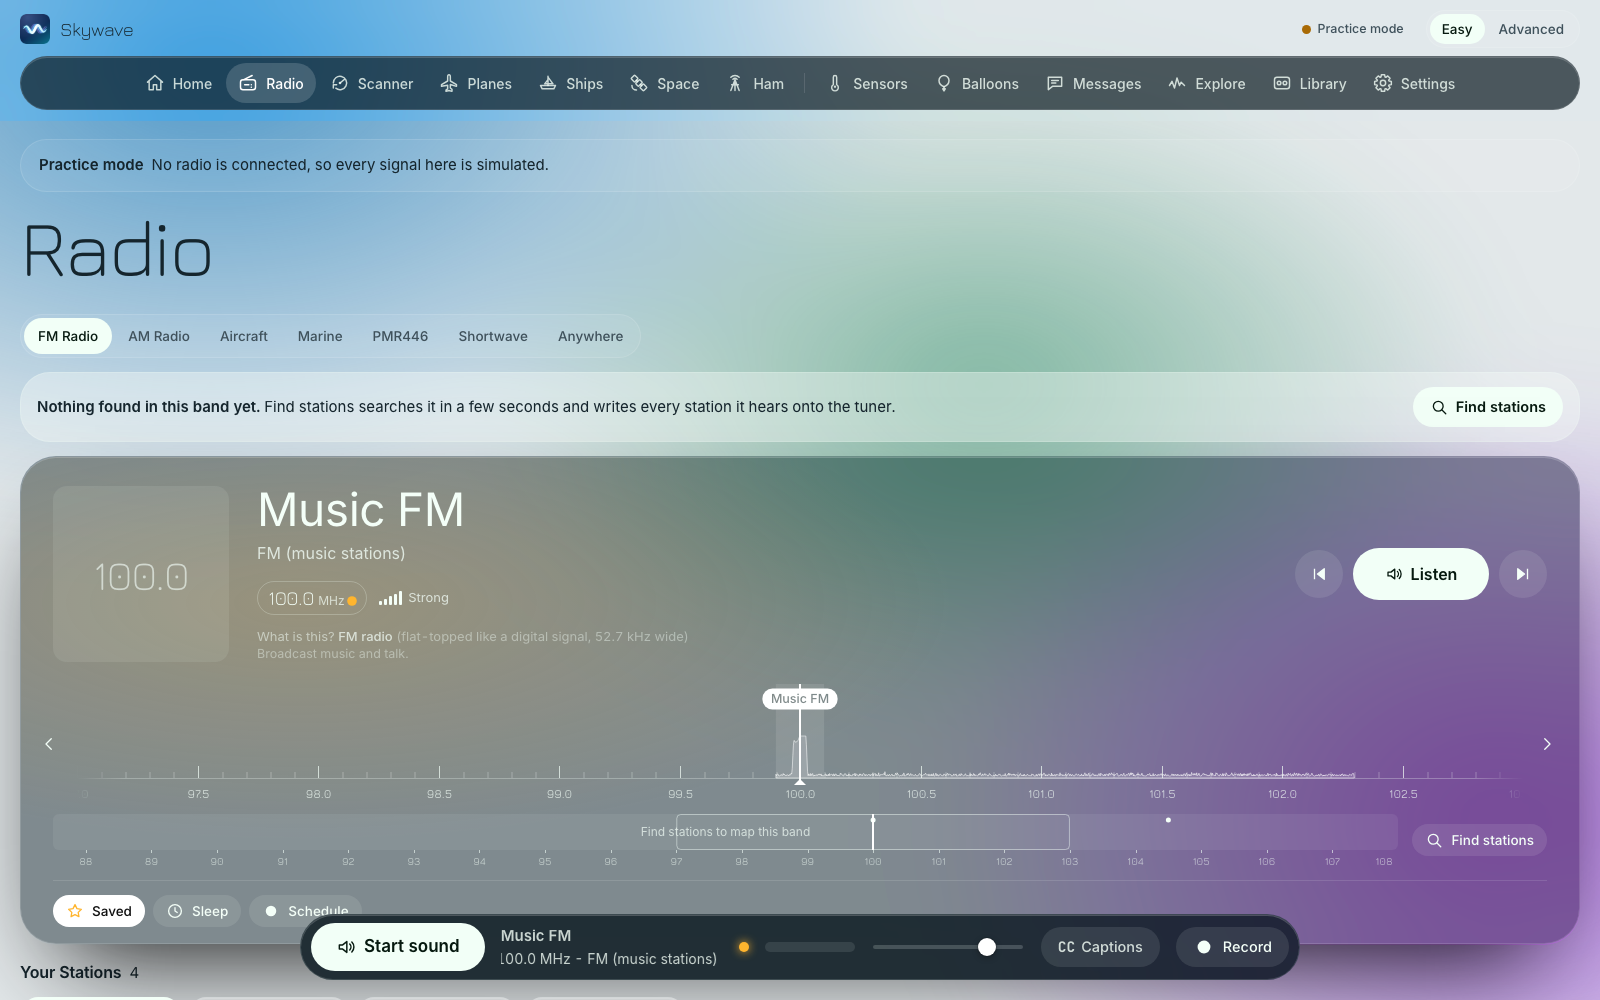 Skywave
Practice mode
Easy
Advanced
Home
Radio
Scanner
Planes
Ships
Space
Ham
Sensors
Balloons
Messages
Explore
Library
Settings
Practice mode No radio is connected, so every signal here is simulated.
Radio
FM Radio
AM Radio
Aircraft
Marine
PMR446
Shortwave
Anywhere
Nothing found in this band yet. Find stations searches it in a few seconds and writes every station it hears onto the tuner.
Find stations
100.0
Music FM
FM (music stations)
100.0 MHz
Strong
What is this? FM radio (flat-topped like a digital signal, 52.7 kHz wide)
Broadcast music and talk.
Listen
Music FM
97.5 98.0 98.5 99.0 99.5 100.0 100.5 101.0 101.5 102.0 102.5
Find stations to map this band
88 89 90 91 92 93 94 95 96 97 98 99 100 101 102 103 104 105 106 107 108
Find stations
Saved
Sleep
Schedule
Start sound
Music FM
100.0 MHz - FM (music stations)
CC Captions
Record
Your Stations 4